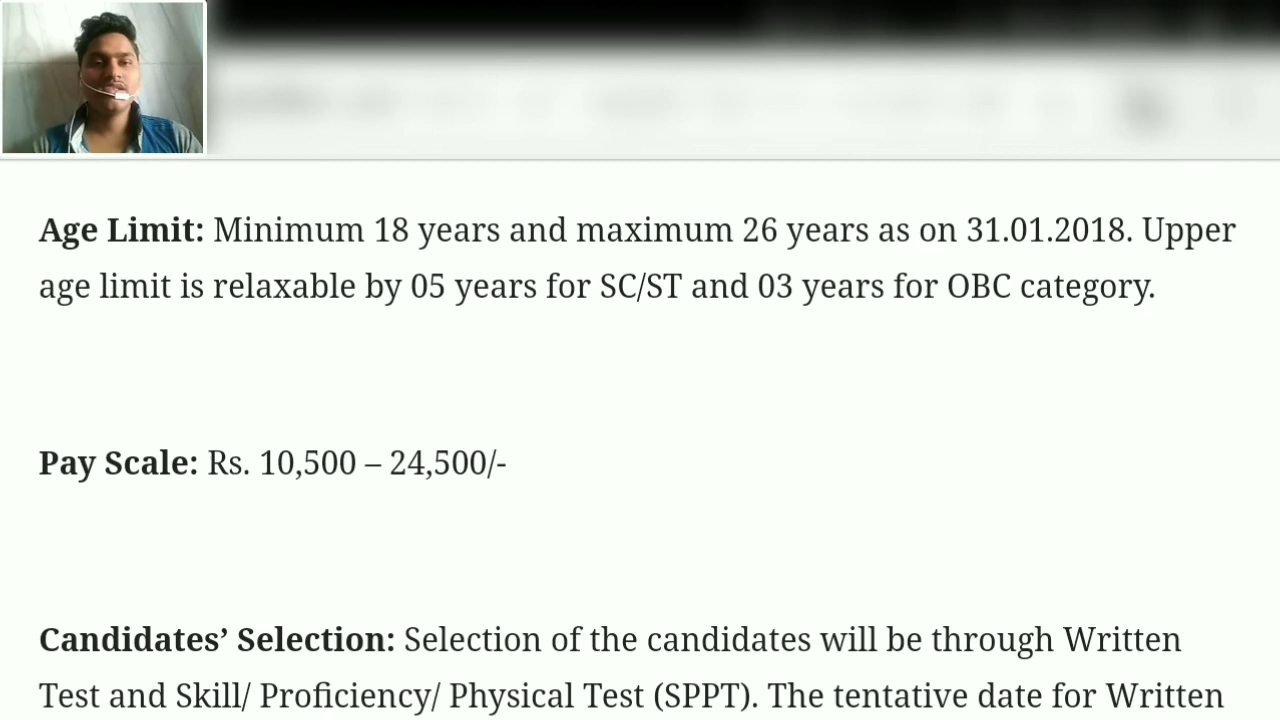 Age Limit: Minimum 18 years and maximum 26 years as on 31.01.2018. Upper
age limit is relaxable by 05 years for SC/ST and 03 years for OBC category.
Pay Scale: Rs. 10,500 – 24,500/-
Candidates’ Selection: Selection of the candidates will be through Written
Test and Skill/ Proficiency/ Physical Test (SPPT). The tentative date for Written